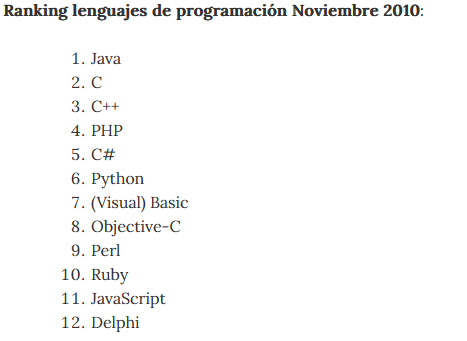 Ranking lenguajes de programación Noviembre 2010:
1. Java
2. C
3. C++
4. PHP
5. C#
6. Python
7. (Visual) Basic
8. Objective-C
9. Perl
10. Ruby
11. JavaScript
12. Delphi